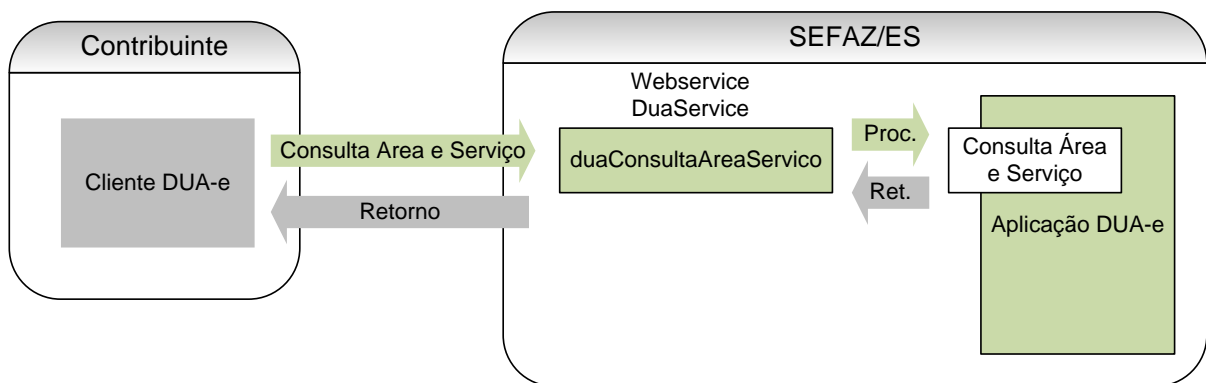 Contribuinte
Cliente DUA-e
Consulta Area e Serviço
Retorno
SEFAZ/ES
Webservice
DuaService
duaConsultaAreaServico
Proc.
Ret.
Consulta Área
e Serviço
Aplicação DUA-e